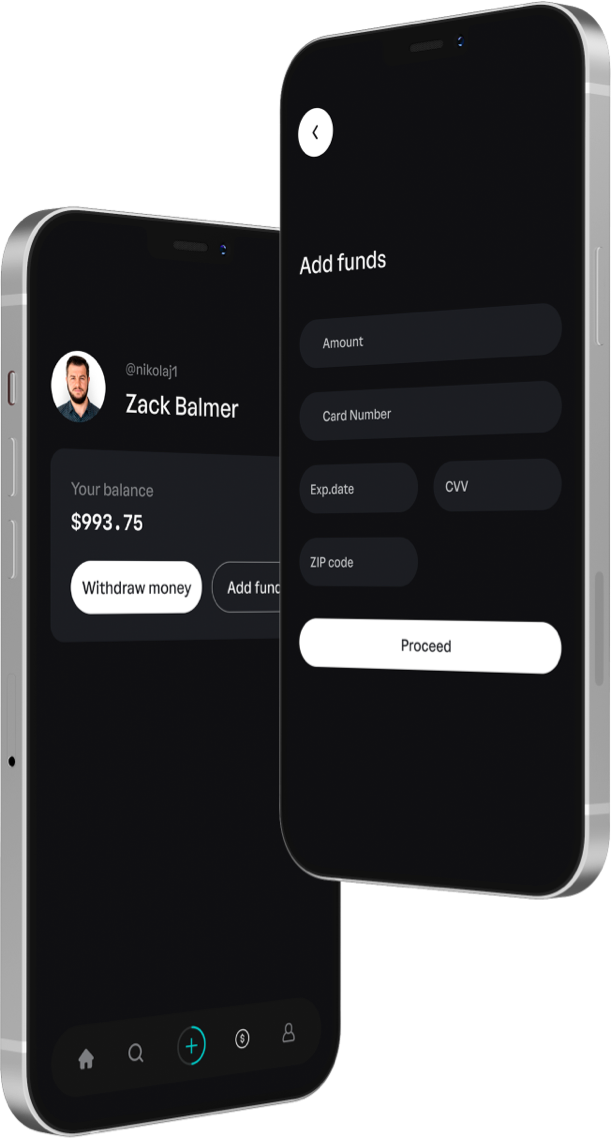 @nikolaj1
Zack Balmer
Your balance
$993.75
Withdraw money
Add func
Add funds
Amount
Card Number
Exp.date
CVV
ZIP code
Proceed